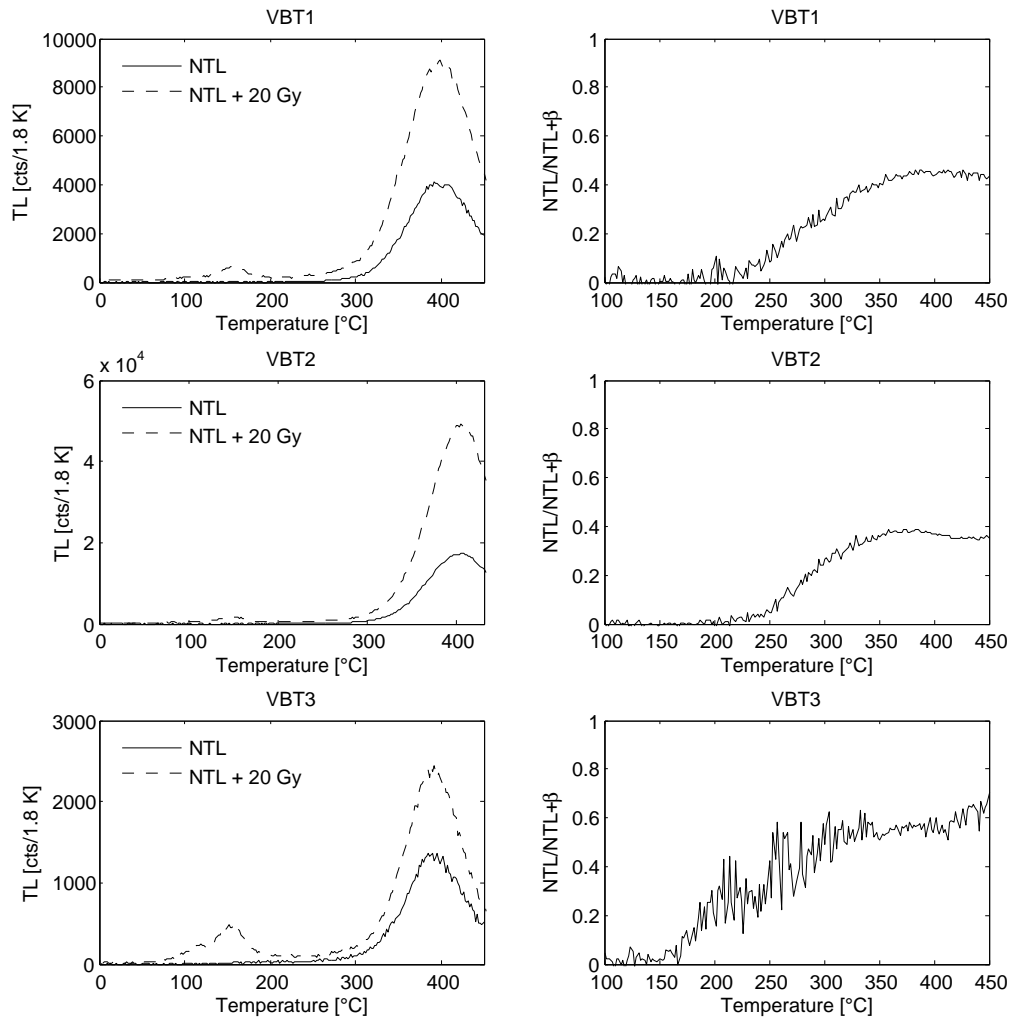 VBT1
TL [cts/1.8 K]
10000
8000
6000
4000
2000
0
NTL
NTL + 20 Gy
0 100 200 300 400
Temperature [°C]
VBT1
NTL/NTL+β
1
0.8
0.6
0.4
0.2
0
100 150 200 250 300 350 400 450
Temperature [°C]
VBT2
x 10^4
TL [cts/1.8 K]
6
4
2
0
NTL
NTL + 20 Gy
0 100 200 300 400
Temperature [°C]
VBT2
NTL/NTL+β
1
0.8
0.6
0.4
0.2
0
100 150 200 250 300 350 400 450
Temperature [°C]
VBT3
TL [cts/1.8 K]
3000
2000
1000
0
NTL
NTL + 20 Gy
0 100 200 300 400
Temperature [°C]
VBT3
NTL/NTL+β
1
0.8
0.6
0.4
0.2
0
100 150 200 250 300 350 400 450
Temperature [°C]